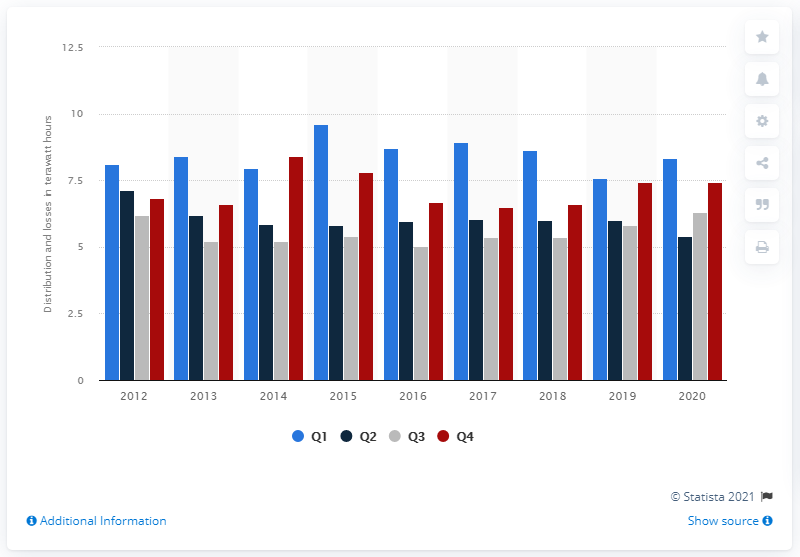 12.5
10
7.5
5
2.5
0
Distribution and losses in terawatt hours
2012 2013 2014 2015 2016 2017 2018 2019 2020
Q1 Q2 Q3 Q4
© Statista 2021
Additional Information
Show source